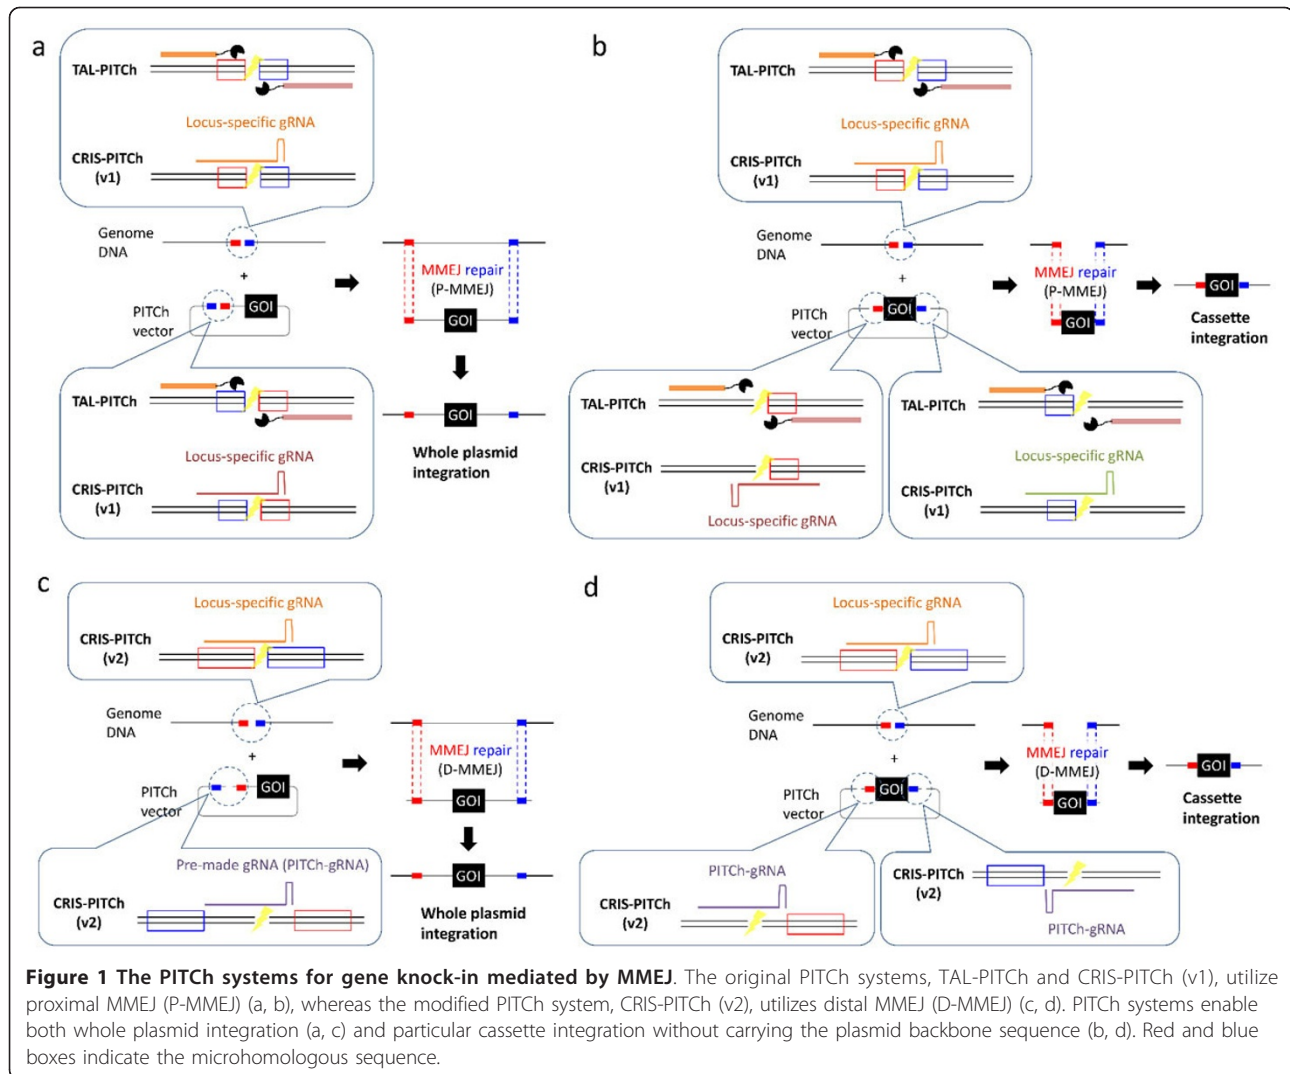 a
TAL-PITCh
Locus-specific gRNA
CRIS-PITCh
(v1)
Genome
DNA
+
PITCh
vector
GOI
MMEJ repair
(P-MMEJ)
GOI
TAL-PITCh
GOI
Whole plasmid
integration
Locus-specific gRNA
CRIS-PITCh
(v1)
b
TAL-PITCh
Locus-specific gRNA
CRIS-PITCh
(v1)
Genome
DNA
+
PITCh
vector
GOI
MMEJ repair
(P-MMEJ)
GOI
GOI
Cassette
integration
TAL-PITCh
CRIS-PITCh
(v1)
Locus-specific gRNA
TAL-PITCh
Locus-specific gRNA
CRIS-PITCh
(v1)
c
Locus-specific gRNA
CRIS-PITCh
(v2)
Genome
DNA
+
PITCh
vector
GOI
MMEJ repair
(D-MMEJ)
GOI
GOI
Whole plasmid
integration
Pre-made gRNA (PITCh-gRNA)
CRIS-PITCh
(v2)
d
Locus-specific gRNA
CRIS-PITCh
(v2)
Genome
DNA
+
PITCh
vector
GOI
MMEJ repair
(D-MMEJ)
GOI
GOI
Cassette
integration
PITCh-gRNA
CRIS-PITCh
(v2)
CRIS-PITCh
(v2)
PITCh-gRNA
Figure 1 The PITCh systems for gene knock-in mediated by MMEJ. The original PITCh systems, TAL-PITCh and CRIS-PITCh (v1), utilize
proximal MMEJ (P-MMEJ) (a, b), whereas the modified PITCh system, CRIS-PITCh (v2), utilizes distal MMEJ (D-MMEJ) (c, d). PITCh systems enable
both whole plasmid integration (a, c) and particular cassette integration without carrying the plasmid backbone sequence (b, d). Red and blue
boxes indicate the microhomologous sequence.